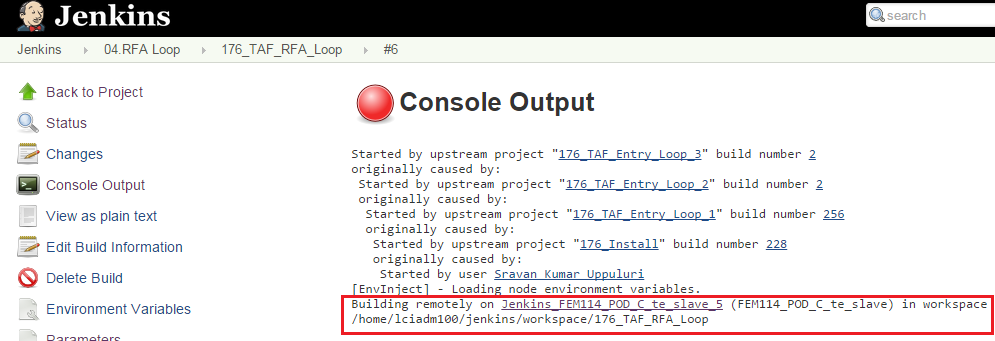 Jenkins
search
Jenkins 04.RFA Loop 176_TAF_RFA_Loop #6
Back to Project
Status
Changes
Console Output
View as plain text
Edit Build Information
Delete Build
Environment Variables
Parameters
Console Output
Started by upstream project "176_TAF_Entry_Loop_3" build number 2
originally caused by:
Started by upstream project "176_TAF_Entry_Loop_2" build number 2
originally caused by:
Started by upstream project "176_TAF_Entry_Loop_1" build number 256
originally caused by:
Started by upstream project "176_Install" build number 228
originally caused by:
Started by user Sravan Kumar Uppuluri
[EnvInject] - Loading node environment variables.
Building remotely on Jenkins_FEM114_POD_C_te_slave_5 (FEM114_POD_C_te_slave) in workspace
/home/lciadm100/jenkins/workspace/176_TAF_RFA_Loop